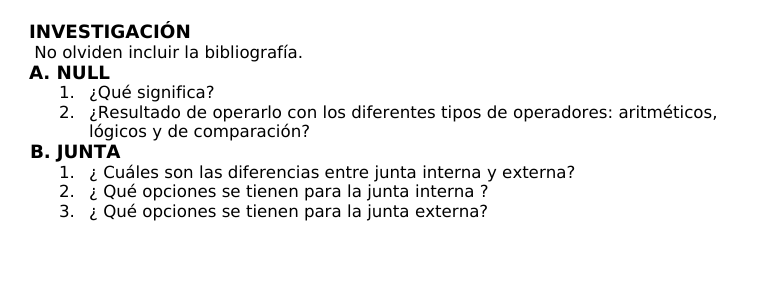 INVESTIGACIÓN
No olviden incluir la bibliografía.
A. NULL
1. ¿Qué significa?
2. ¿Resultado de operarlo con los diferentes tipos de operadores: aritméticos,
lógicos y de comparación?
B. JUNTA
1. ¿ Cuáles son las diferencias entre junta interna y externa?
2. ¿ Qué opciones se tienen para la junta interna ?
3. ¿ Qué opciones se tienen para la junta externa?